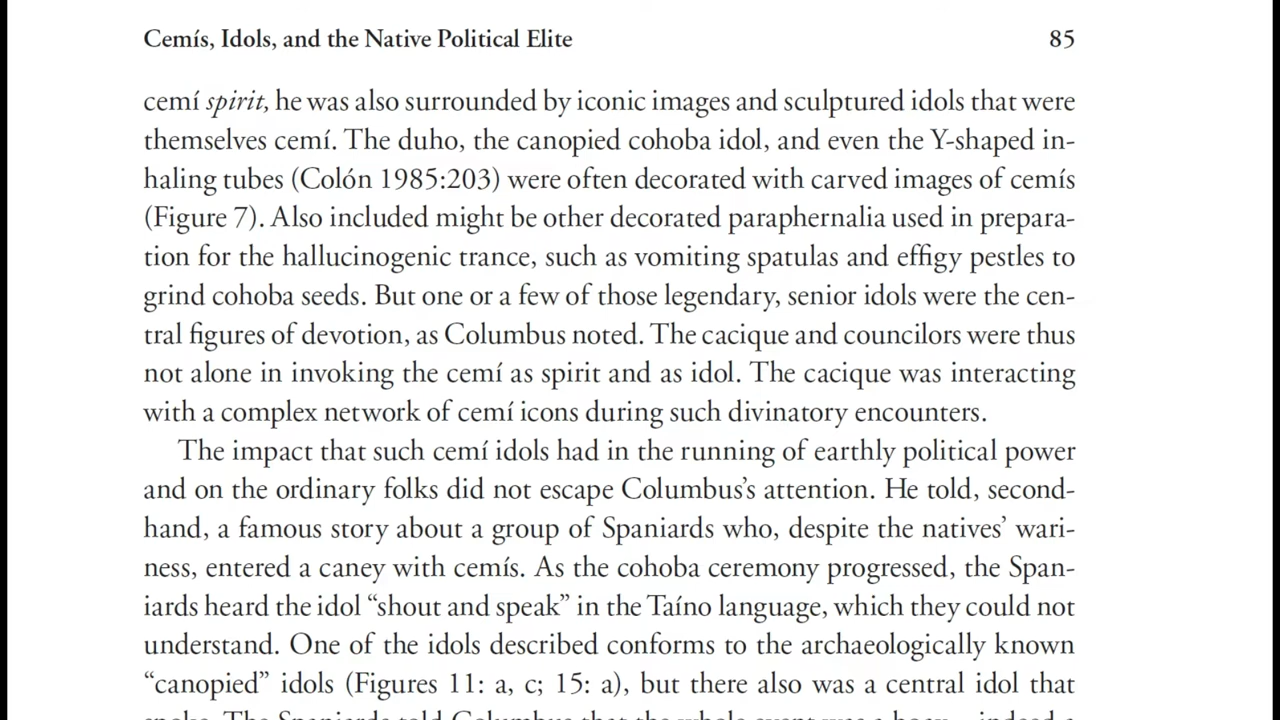 Cemís, Idols, and the Native Political Elite 85
cemí spirit, he was also surrounded by iconic images and sculptured idols that were
themselves cemí. The duho, the canopied cohoba idol, and even the Y-shaped in-
haling tubes (Colón 1985:203) were often decorated with carved images of cemís
(Figure 7). Also included might be other decorated paraphernalia used in prepara-
tion for the hallucinogenic trance, such as vomiting spatulas and effigy pestles to
grind cohoba seeds. But one or a few of those legendary, senior idols were the cen-
tral figures of devotion, as Columbus noted. The cacique and councilors were thus
not alone in invoking the cemí as spirit and as idol. The cacique was interacting
with a complex network of cemí icons during such divinatory encounters.
The impact that such cemí idols had in the running of earthly political power
and on the ordinary folks did not escape Columbus's attention. He told, second-
hand, a famous story about a group of Spaniards who, despite the natives' wari-
ness, entered a caney with cemís. As the cohoba ceremony progressed, the Span-
iards heard the idol “shout and speak” in the Taíno language, which they could not
understand. One of the idols described conforms to the archaeologically known
“canopied” idols (Figures 11: a, c; 15: a), but there also was a central idol that
spoke. The Spaniards told Columbus that the whole event was a